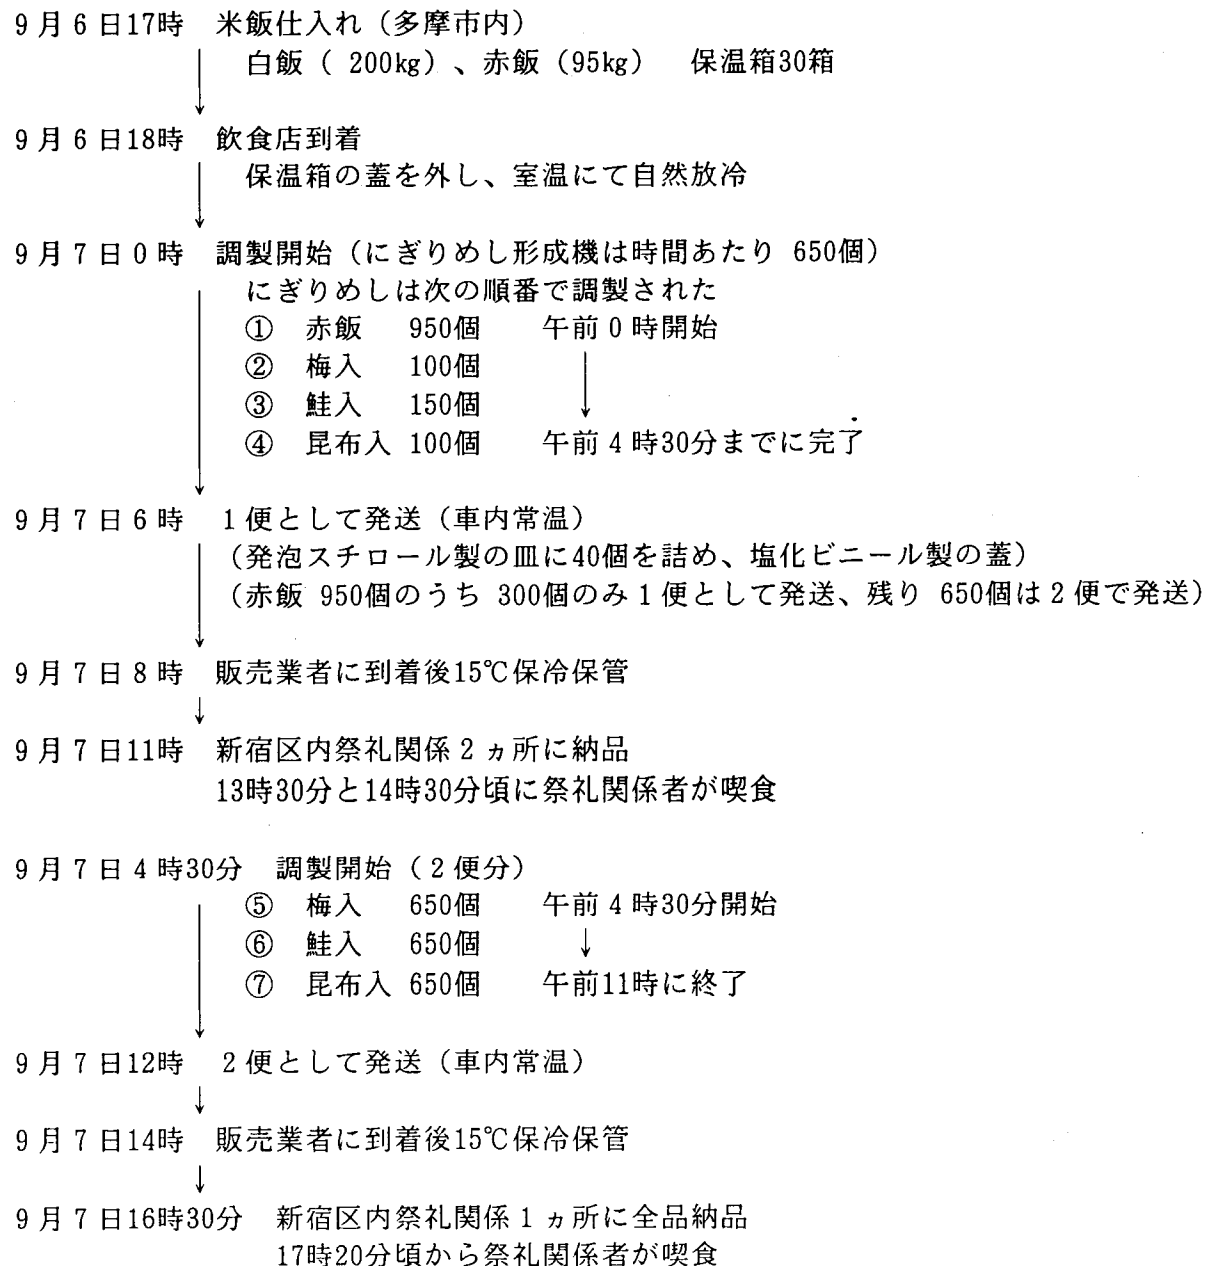 9月6日17時 米飯仕入れ（多摩市内）
白飯（ 200kg）、赤飯（95kg） 保温箱30箱
9月6日18時 飲食店到着
保温箱の蓋を外し、室温にて自然放冷
9月7日0時 調製開始（にぎりめし形成機は時間あたり 650個）
にぎりめしは次の順番で調製された
① 赤飯 950個 午前0時開始
② 梅入 100個
③ 鮭入 150個
④ 昆布入 100個 午前4時30分までに完了
9月7日6時 1便として発送（車内常温）
（発泡スチロール製の皿に40個を詰め、塩化ビニール製の蓋）
（赤飯 950個のうち 300個のみ1便として発送、残り 650個は2便で発送）
9月7日8時 販売業者に到着後15℃保冷保管
9月7日11時 新宿区内祭礼関係2ヵ所に納品
13時30分と14時30分頃に祭礼関係者が喫食
9月7日4時30分 調製開始（2便分）
⑤ 梅入 650個 午前4時30分開始
⑥ 鮭入 650個
⑦ 昆布入 650個 午前11時に終了
9月7日12時 2便として発送（車内常温）
9月7日14時 販売業者に到着後15℃保冷保管
9月7日16時30分 新宿区内祭礼関係1ヵ所に全品納品
17時20分頃から祭礼関係者が喫食